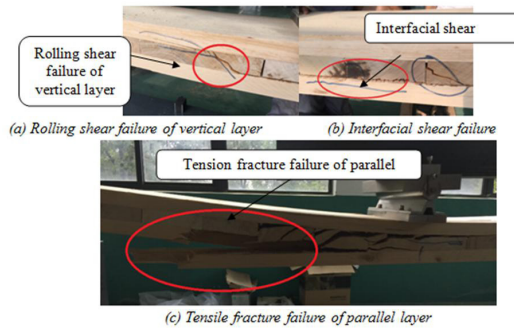 Rolling shear
failure of
vertical layer
Interfacial shear
(a) Rolling shear failure of vertical layer
(b) Interfacial shear failure
Tension fracture failure of parallel
(c) Tensile fracture failure of parallel layer